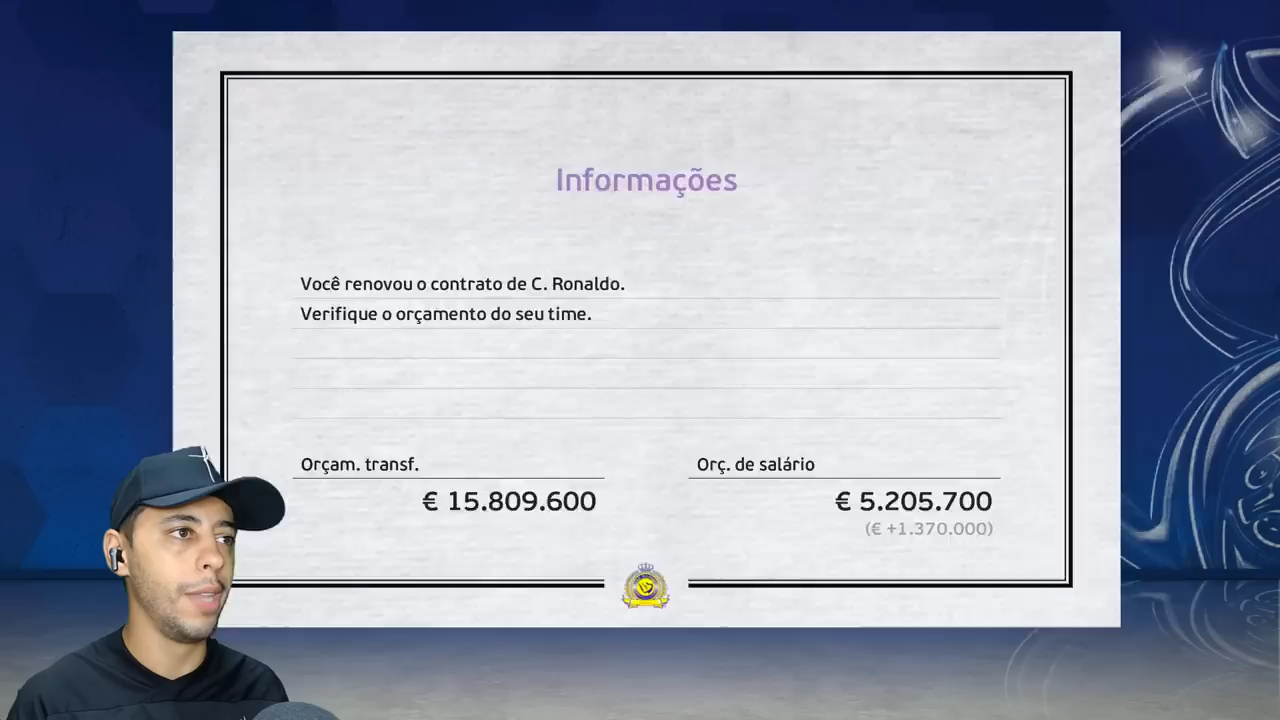 Informações
Você renovou o contrato de C. Ronaldo.
Verifique o orçamento do seu time.
Orçam. transf.
€ 15.809.600
Orç. de salário
€ 5.205.700
(€ +1.370.000)